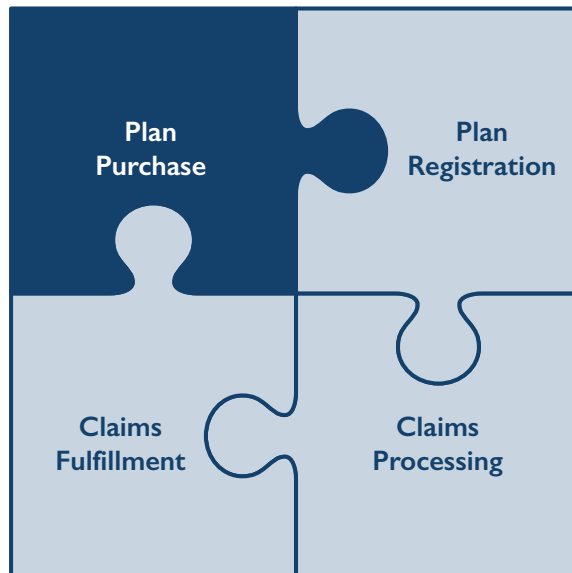 Plan
Purchase
Plan
Registration
Claims
Fulfillment
Claims
Processing